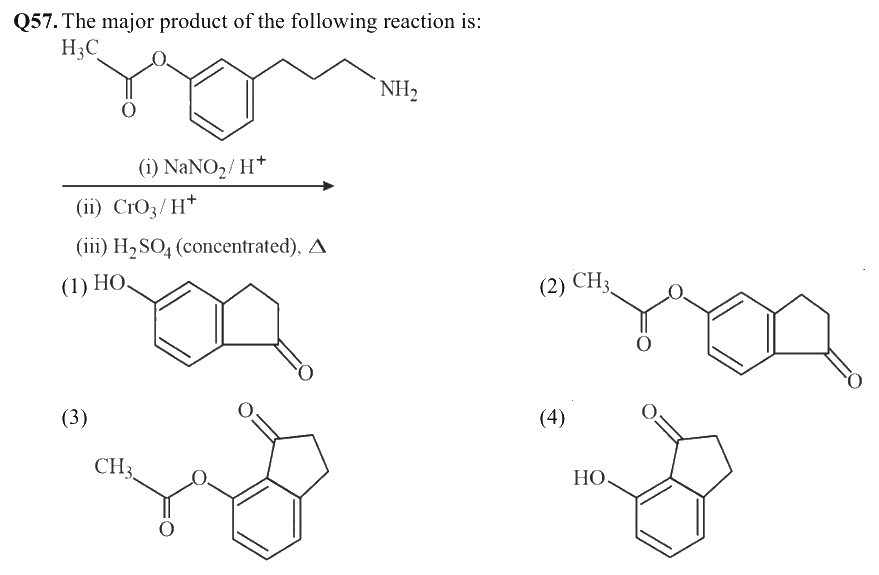 Q57. The major product of the following reaction is:
H₃C
O
O
NH₂
(i) NaNO₂/ H⁺
(ii) CrO₃/ H⁺
(iii) H₂SO₄ (concentrated), Δ
(1) HO
O
(2) CH₃
O
O
O
(3)
O
CH₃
O
O
(4)
O
HO